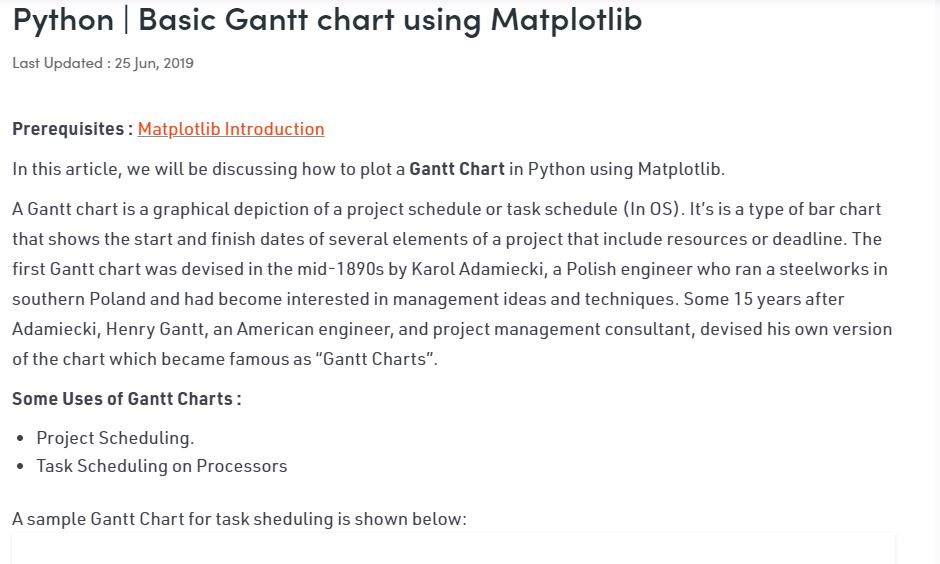 Python | Basic Gantt chart using Matplotlib
Last Updated : 25 Jun, 2019
Prerequisites : Matplotlib Introduction
In this article, we will be discussing how to plot a Gantt Chart in Python using Matplotlib.
A Gantt chart is a graphical depiction of a project schedule or task schedule (In OS). It's is a type of bar chart
that shows the start and finish dates of several elements of a project that include resources or deadline. The
first Gantt chart was devised in the mid-1890s by Karol Adamiecki, a Polish engineer who ran a steelworks in
southern Poland and had become interested in management ideas and techniques. Some 15 years after
Adamiecki, Henry Gantt, an American engineer, and project management consultant, devised his own version
of the chart which became famous as “Gantt Charts”.
Some Uses of Gantt Charts :
• Project Scheduling.
• Task Scheduling on Processors
A sample Gantt Chart for task sheduling is shown below: